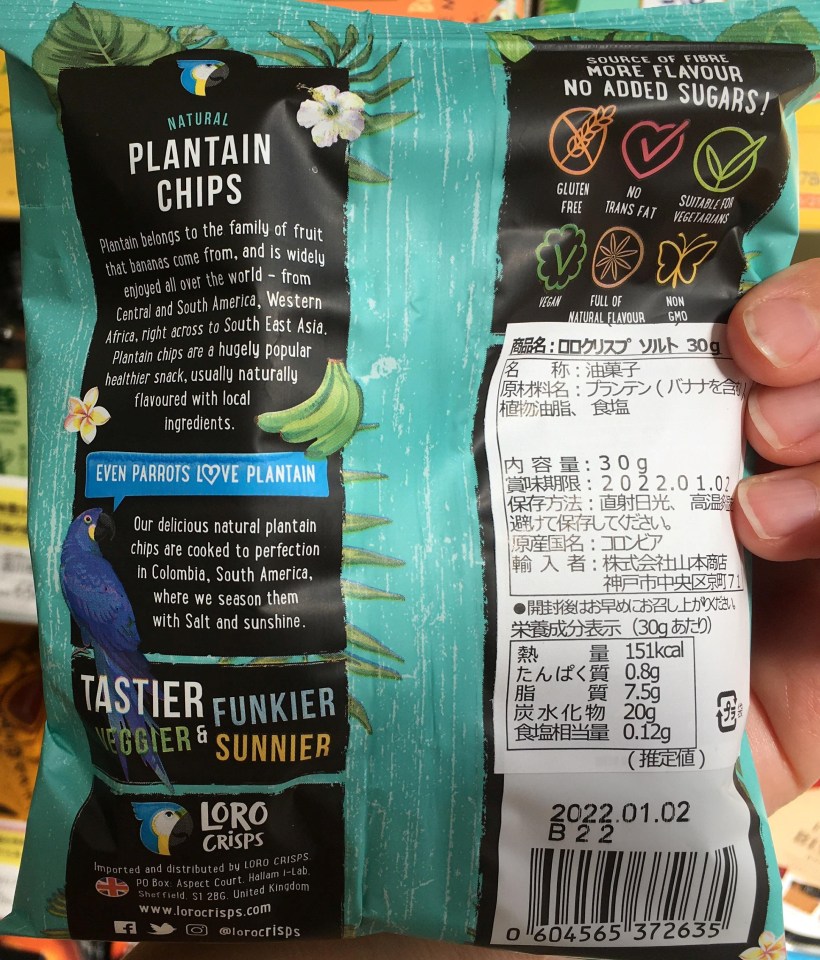 NATURAL
PLANTAIN
CHIPS
Plantain belongs to the family of fruit
that bananas come from, and is widely
enjoyed all over the world - from
Central and South America, Western
Africa, right across to South East Asia.
Plantain chips are a hugely popular
healthier snack, usually naturally
flavoured with local
ingredients.
EVEN PARROTS LOVE PLANTAIN
Our delicious natural plantain
chips are cooked to perfection
in Colombia, South America,
where we season them
with Salt and sunshine.
TASTIER FUNKIER
VEGGIER & SUNNIER
LORO
CRISPS
Imported and distributed by LORO CRISPS.
PO Box: Aspect Court, Hallam I-Lab,
Sherrield, S1 2BG, United Kingdom
www.lorocrisps.com
@lorocrisps
SOURCE OF FIBRE
MORE FLAVOUR
NO ADDED SUGARS!
GLUTEN
FREE
NO
TRANS FAT
SUITABLE FOR
VEGETARIANS
VEGAN
FULL OF
NATURAL FLAVOUR
NON
GMO
商品名:ロロクリスプ ソルト 30g
名 称:油菓子
原材料名:プランテン(バナナを含む
植物油脂、食塩
内 容 量:30g
賞味期限:2022.01.02
保存方法:直射日光、高温
避けて保存してください。
原産国名:コロンビア
輸 入 者:株式会社山本商店
神戸市中央区京町71
●開封後はお早めにお召し上がりください。
栄養成分表示(30gあたり)
熱 量 151kcal
たんぱく質 0.8g
脂 質 7.5g
炭水化物 20g
食塩相当量 0.12g
(推定値)
プラ
2022.01.02
B22
0 604565 372635